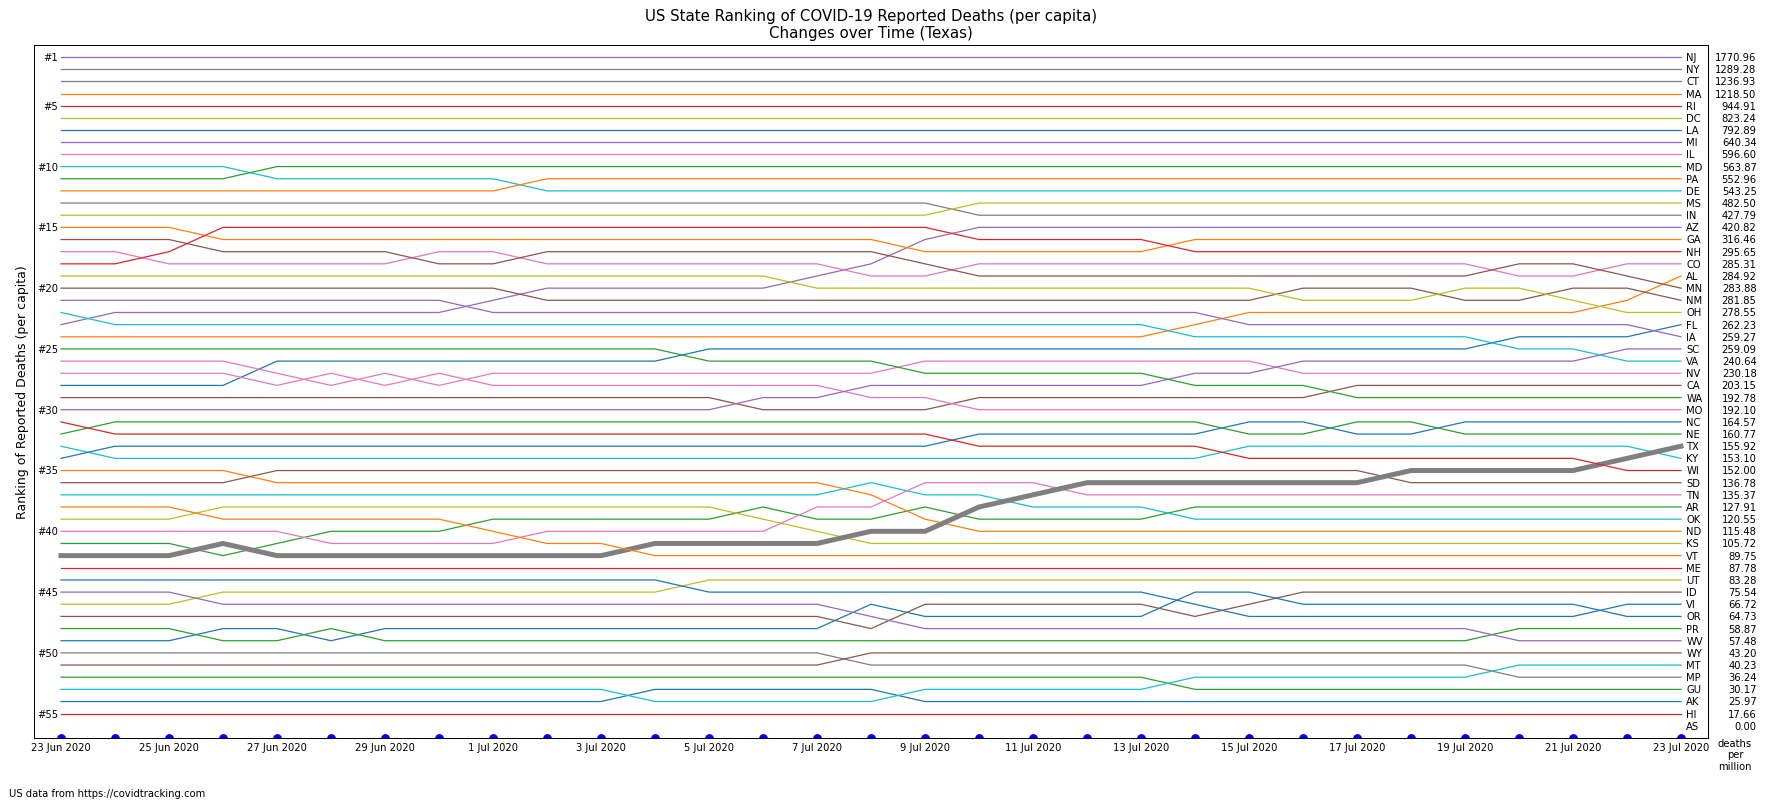 US State Ranking of COVID-19 Reported Deaths (per capita)
Changes over Time (Texas)
Ranking of Reported Deaths (per capita)
#1
#5
#10
#15
#20
#25
#30
#35
#40
#45
#50
#55
NJ 1770.96
NY 1289.28
CT 1236.93
MA 1218.50
RI 944.91
DC 823.24
LA 792.89
MI 640.34
IL 596.60
MD 563.87
PA 552.96
DE 543.25
MS 482.50
IN 427.79
AZ 420.82
GA 316.46
NH 295.65
CO 285.31
AL 284.92
MN 283.88
NM 281.85
OH 278.55
FL 262.23
IA 259.27
SC 259.09
VA 240.64
NV 230.18
CA 203.15
WA 192.78
MO 192.10
NC 164.57
NE 160.77
TX 155.92
KY 153.10
WI 152.00
SD 136.78
TN 135.37
AR 127.91
OK 120.55
ND 115.48
KS 105.72
VT 89.75
ME 87.78
UT 83.28
ID 75.54
VI 66.72
OR 64.73
PR 58.87
WV 57.48
WY 43.20
MT 40.23
MP 36.24
GU 30.17
AK 25.97
HI 17.66
AS 0.00
23 Jun 2020 25 Jun 2020 27 Jun 2020 29 Jun 2020 1 Jul 2020 3 Jul 2020 5 Jul 2020 7 Jul 2020 9 Jul 2020 11 Jul 2020 13 Jul 2020 15 Jul 2020 17 Jul 2020 19 Jul 2020 21 Jul 2020 23 Jul 2020
deaths
per
million
US data from https://covidtracking.com